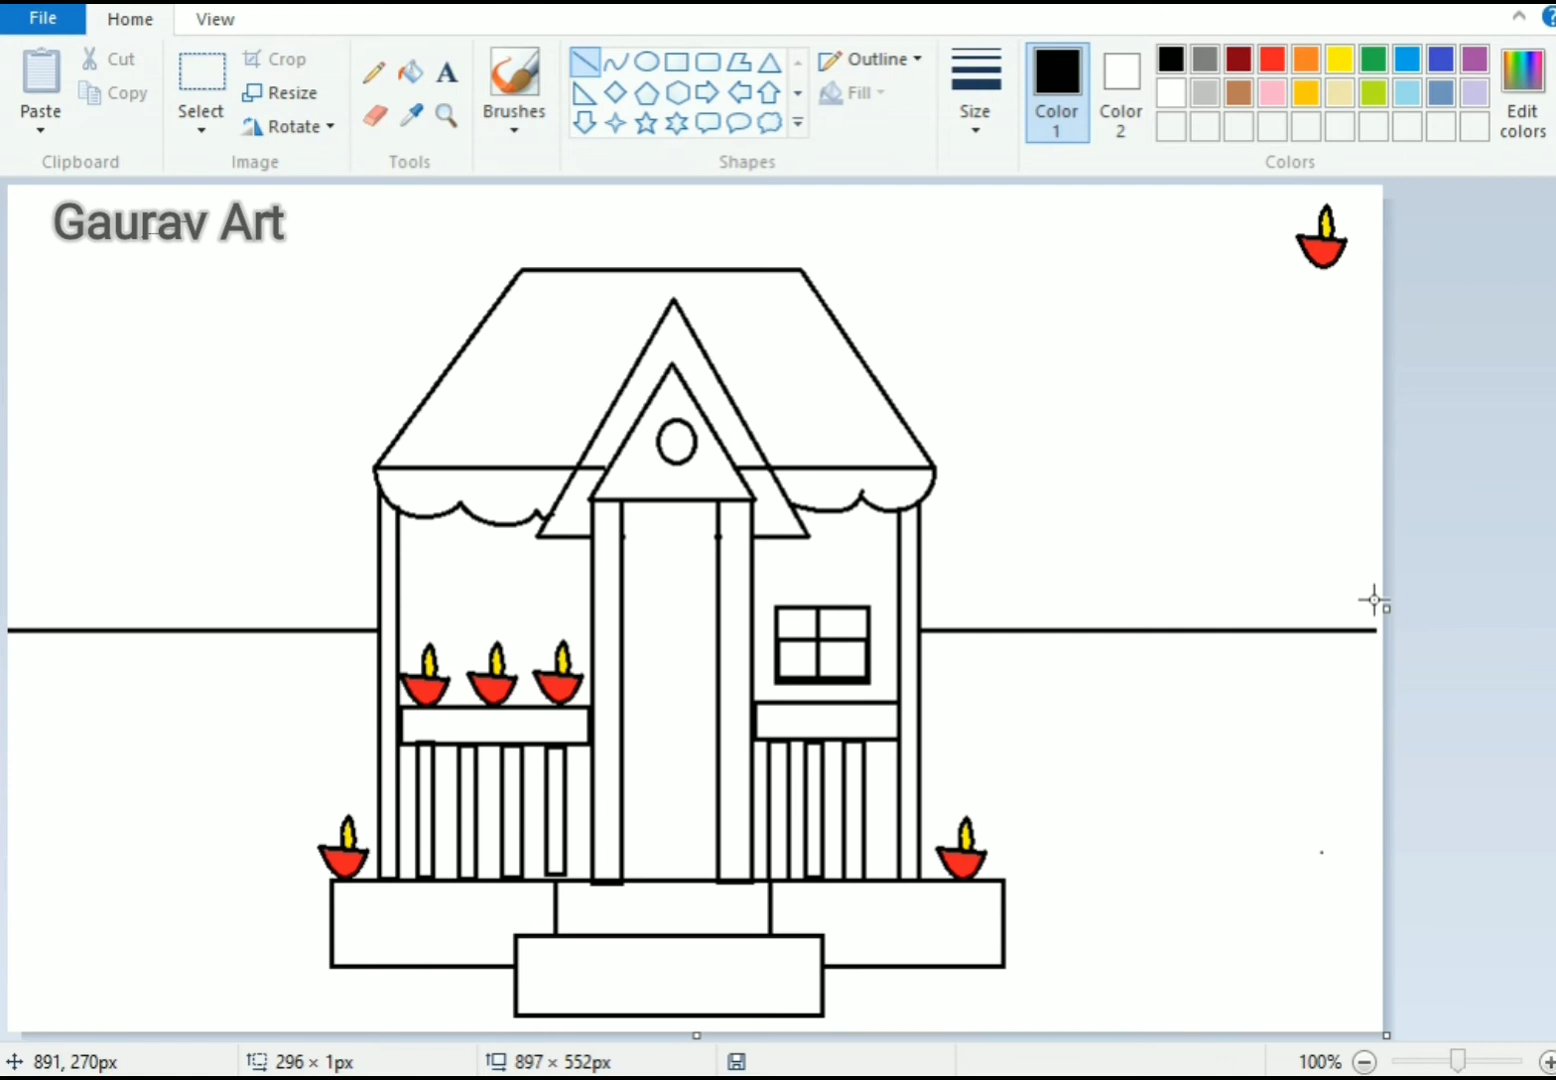 File Home View
Paste Cut Copy Select Crop Resize Rotate A Brushes Outline Fill Size Color 1 Color 2 Edit colors
Clipboard Image Tools Shapes Colors
Gaurav Art
891, 270px 296 × 1px 897 × 552px 100%